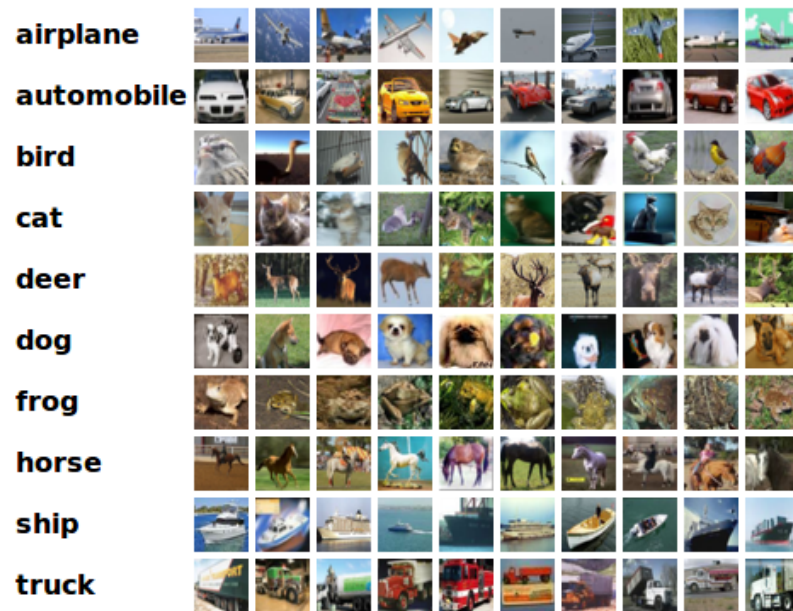 airplane
automobile
bird
cat
deer
dog
frog
horse
ship
truck